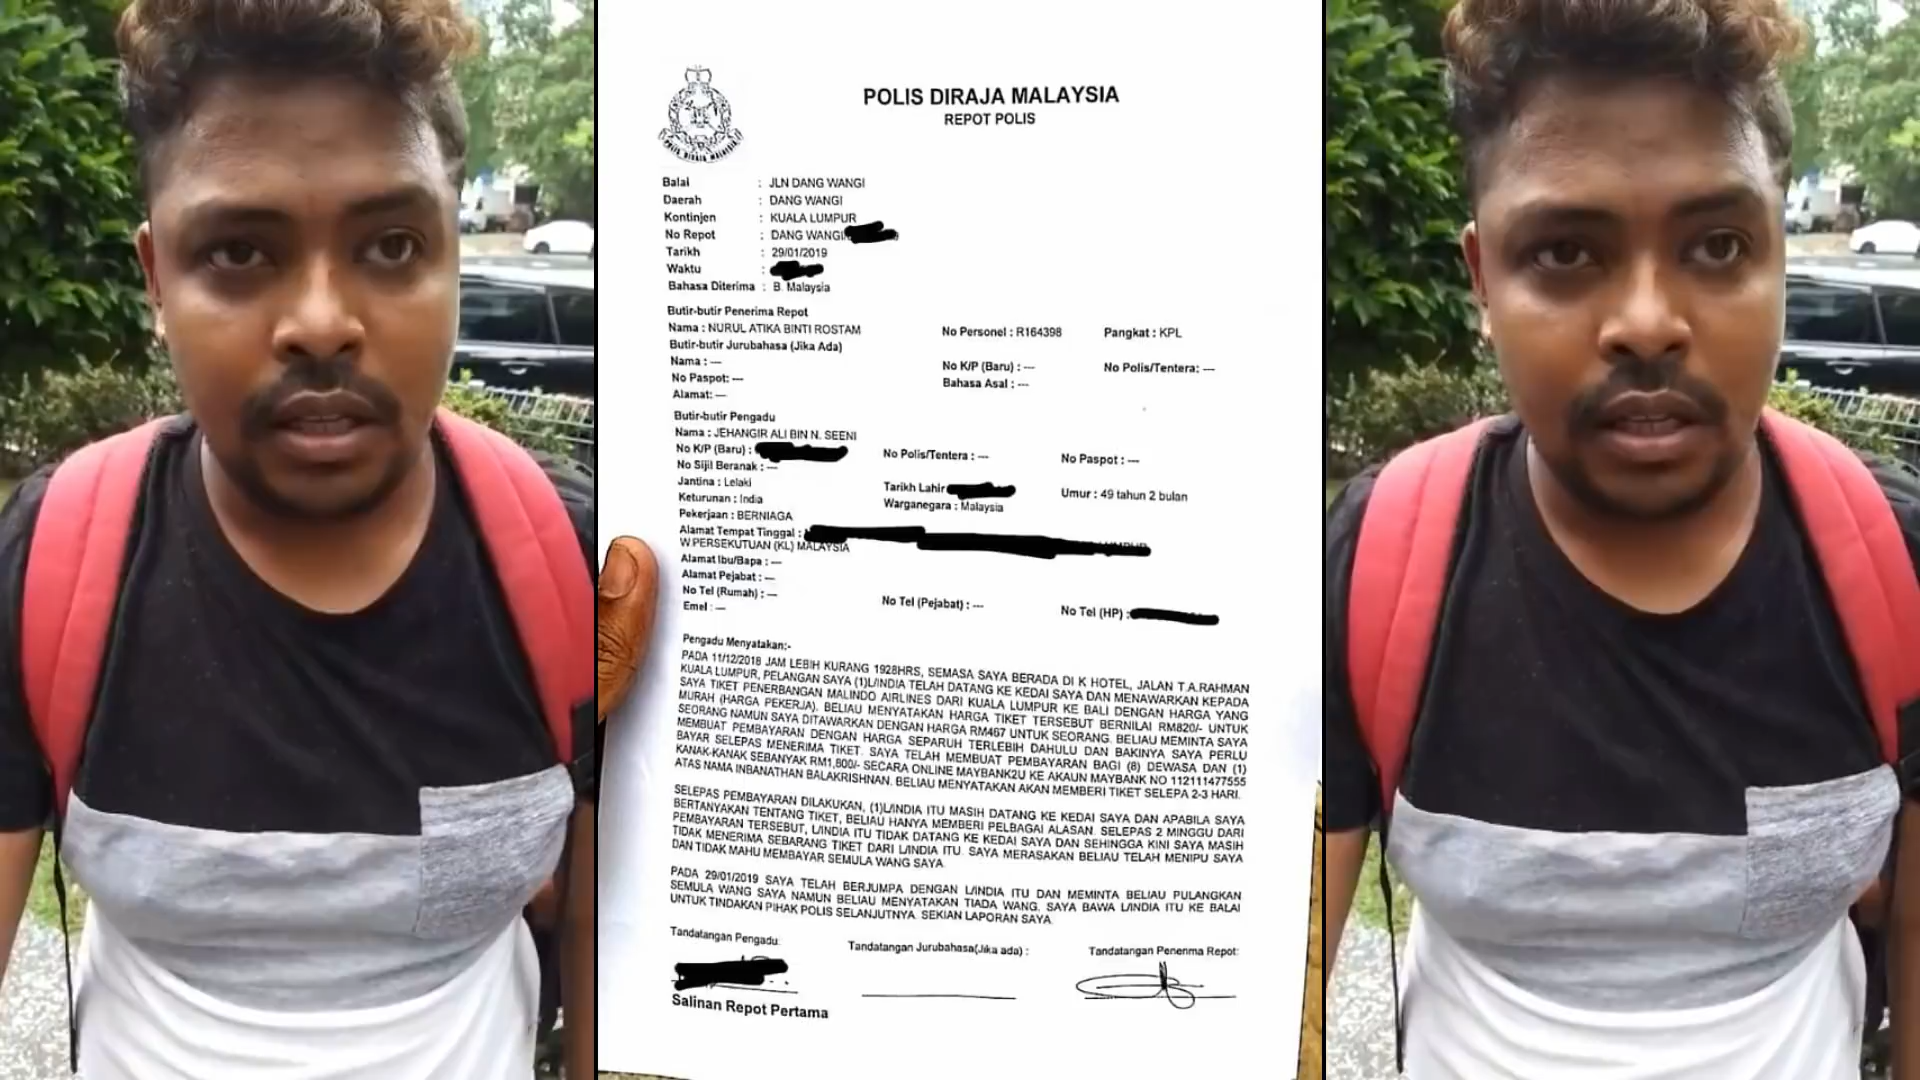 POLIS DIRAJA MALAYSIA
REPOT POLIS
POLIS DIRAJA MALAYSIA
Balai : JLN DANG WANGI
Daerah : DANG WANGI
Kontinjen : KUALA LUMPUR
No Repot : DANG WANGI
Tarikh : 29/01/2019
Waktu :
Bahasa Diterima : B. Malaysia
Butir-butir Penerima Repot
Nama : NURUL ATIKA BINTI ROSTAM No Personel : R164398 Pangkat : KPL
Butir-butir Jurubahasa (Jika Ada)
Nama : --- No K/P (Baru) : --- No Polis/Tentera: ---
No Paspot: --- Bahasa Asal : ---
Alamat: ---
Butir-butir Pengadu
Nama : JEHANGIR ALI BIN N. SEENI
No K/P (Baru) : No Polis/Tentera : --- No Paspot : ---
No Sijil Beranak : ---
Jantina : Lelaki Tarikh Lahir Umur : 49 tahun 2 bulan
Keturunan : India Warganegara : Malaysia
Pekerjaan : BERNIAGA
Alamat Tempat Tinggal :
W.PERSEKUTUAN (KL) MALAYSIA
Alamat Ibu/Bapa : ---
Alamat Pejabat : ---
No Tel (Rumah) : --- No Tel (Pejabat) : --- No Tel (HP) :
Emel : ---
Pengadu Menyatakan:-
PADA 11/12/2018 JAM LEBIH KURANG 1928HRS, SEMASA SAYA BERADA DI K HOTEL, JALAN T.A.RAHMAN
KUALA LUMPUR, PELANGAN SAYA (1)L/INDIA TELAH DATANG KE KEDAI SAYA DAN MENAWARKAN KEPADA
SAYA TIKET PENERBANGAN MALINDO AIRLINES DARI KUALA LUMPUR KE BALI DENGAN HARGA YANG
MURAH (HARGA PEKERJA). BELIAU MENYATAKAN HARGA TIKET TERSEBUT BERNILAI RM820/- UNTUK
SEORANG NAMUN SAYA DITAWARKAN DENGAN HARGA RM467 UNTUK SEORANG. BELIAU MEMINTA SAYA
MEMBUAT PEMBAYARAN DENGAN HARGA SEPARUH TERLEBIH DAHULU DAN BAKINYA SAYA PERLU
BAYAR SELEPAS MENERIMA TIKET. SAYA TELAH MEMBUAT PEMBAYARAN BAGI (8) DEWASA DAN (1)
KANAK-KANAK SEBANYAK RM1,800/- SECARA ONLINE MAYBANK2U KE AKAUN MAYBANK NO 112111477555
ATAS NAMA INBANATHAN BALAKRISHNAN. BELIAU MENYATAKAN AKAN MEMBERI TIKET SELEPA 2-3 HARI.
SELEPAS PEMBAYARAN DILAKUKAN, (1)L/INDIA ITU MASIH DATANG KE KEDAI SAYA DAN APABILA SAYA
BERTANYAKAN TENTANG TIKET, BELIAU HANYA MEMBERI PELBAGAI ALASAN. SELEPAS 2 MINGGU DARI
PEMBAYARAN TERSEBUT, L/INDIA ITU TIDAK DATANG KE KEDAI SAYA DAN SEHINGGA KINI SAYA MASIH
TIDAK MENERIMA SEBARANG TIKET DARI L/INDIA ITU. SAYA MERASAKAN BELIAU TELAH MENIPU SAYA
DAN TIDAK MAHU MEMBAYAR SEMULA WANG SAYA.
PADA 29/01/2019 SAYA TELAH BERJUMPA DENGAN L/INDIA ITU DAN MEMINTA BELIAU PULANGKAN
SEMULA WANG SAYA NAMUN BELIAU MENYATAKAN TIADA WANG. SAYA BAWA L/INDIA ITU KE BALAI
UNTUK TINDAKAN PIHAK POLIS SELANJUTNYA. SEKIAN LAPORAN SAYA.
Tandatangan Pengadu: Tandatangan Jurubahasa(Jika ada) : Tandatangan Penerima Repot:
Salinan Repot Pertama